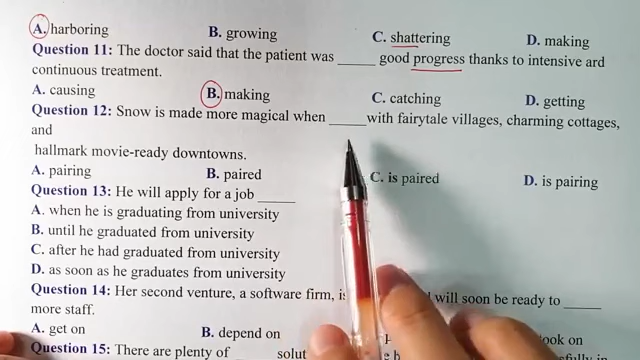 A. harboring B. growing C. shattering D. making
Question 11: The doctor said that the patient was _____ good progress thanks to intensive ard
continuous treatment.
A. causing B. making C. catching D. getting
Question 12: Snow is made more magical when _____ with fairytale villages, charming cottages,
and
hallmark movie-ready downtowns.
A. pairing B. paired C. is paired D. is pairing
Question 13: He will apply for a job _____
A. when he is graduating from university
B. until he graduated from university
C. after he had graduated from university
D. as soon as he graduates from university
Question 14: Her second venture, a software firm, will soon be ready to _____
more staff.
A. get on B. depend on ook on
Question 15: There are plenty of solut